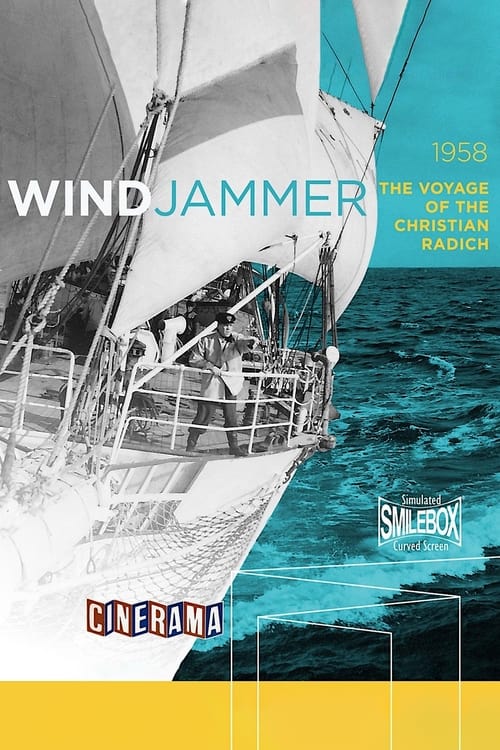 1958
WINDJAMMER
THE VOYAGE
OF THE
CHRISTIAN
RADICH
Simulated
SMILEBOX
Curved Screen
CINERAMA